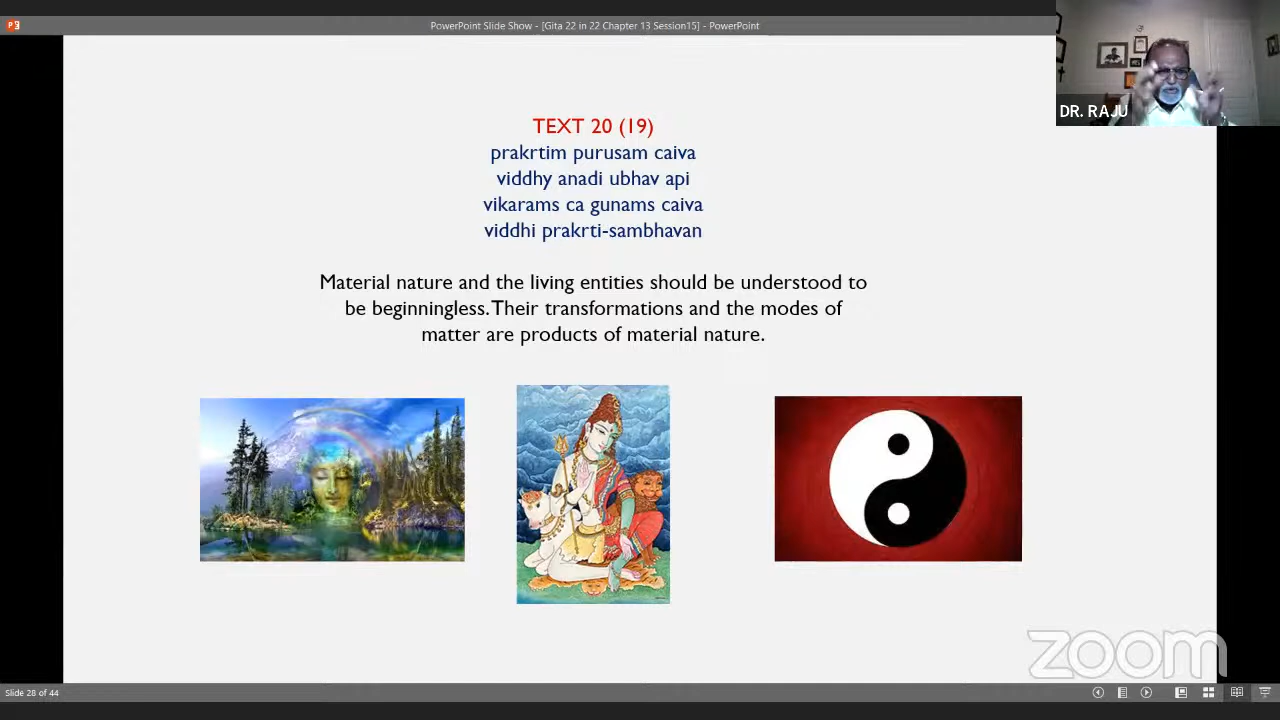 PowerPoint Slide Show - [Gita 22 in 22 Chapter 13 Session15] - PowerPoint
DR. RAJU
TEXT 20 (19)
prakrtim purusam caiva
viddhy anadi ubhav api
vikarams ca gunams caiva
viddhi prakrti-sambhavan
Material nature and the living entities should be understood to
be beginningless. Their transformations and the modes of
matter are products of material nature.
zoom
Slide 28 of 44